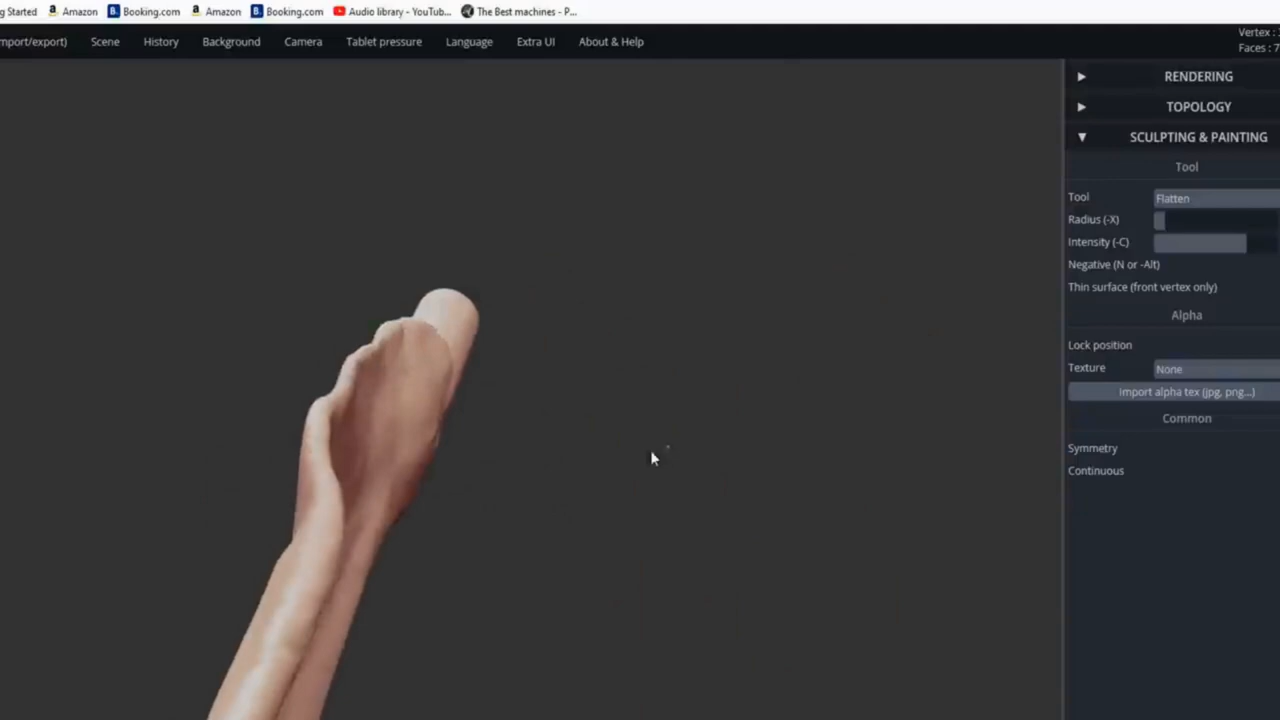 g Started Amazon Booking.com Amazon Booking.com Audio library - YouTub... The Best machines - P...
mport/export) Scene History Background Camera Tablet pressure Language Extra UI About & Help
Vertex :
Faces : 7
RENDERING
TOPOLOGY
SCULPTING & PAINTING
Tool
Tool Flatten
Radius (-X)
Intensity (-C)
Negative (N or -Alt)
Thin surface (front vertex only)
Alpha
Lock position
Texture None
Import alpha tex (jpg, png...)
Common
Symmetry
Continuous